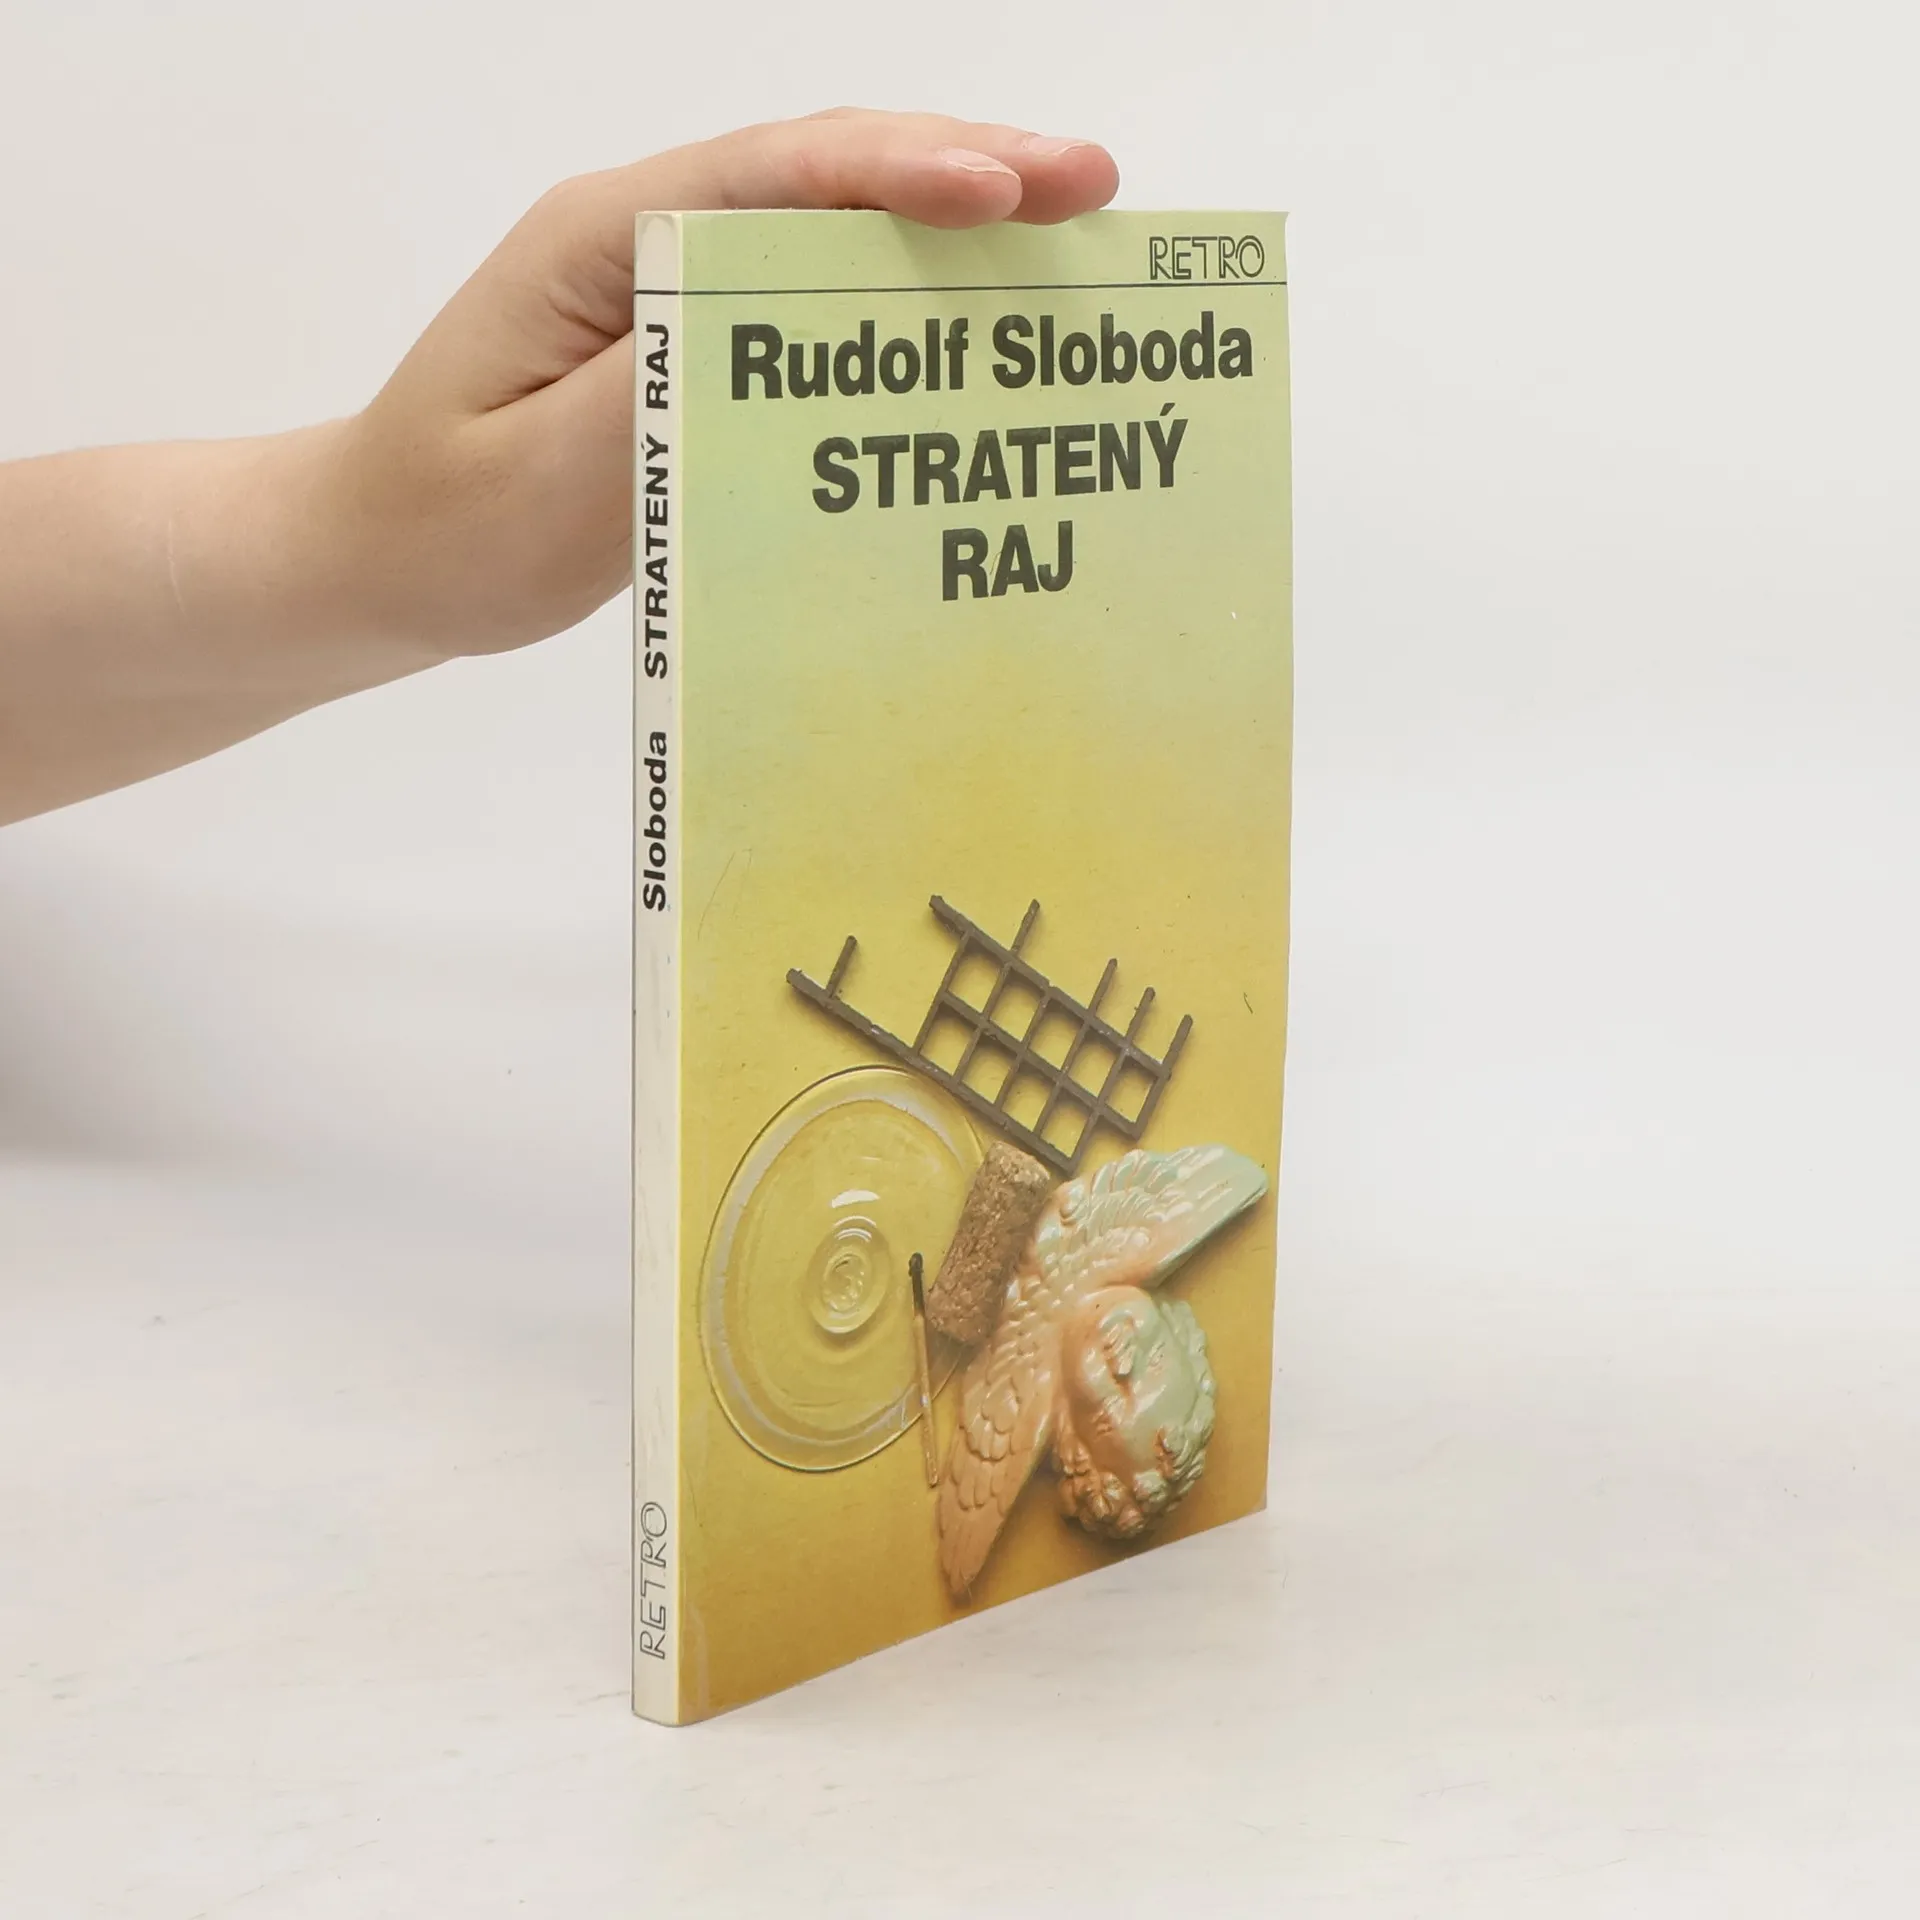 RETRO
Rudolf Sloboda
STRATENÝ
RAJ
Sloboda STRATENÝ RAJ
RETRO